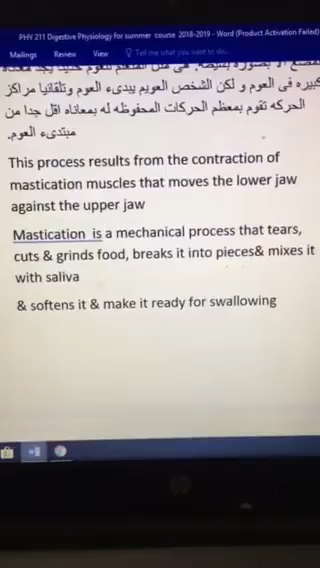 PHY 211 Digestive Physiology for summer course 2018-2019 - Word (Product Activation Failed)
Mailings Review View Tell me what you want to do...
كبيره فى العوم و لكن الشخص العويم يبدىء العوم وتلقائيا مراكز
الحركه تقوم بمعظم الحركات المحفوظه له بمعاناه اقل جدا من
مبتدىء العوم.
This process results from the contraction of
mastication muscles that moves the lower jaw
against the upper jaw
Mastication is a mechanical process that tears,
cuts & grinds food, breaks it into pieces& mixes it
with saliva
& softens it & make it ready for swallowing